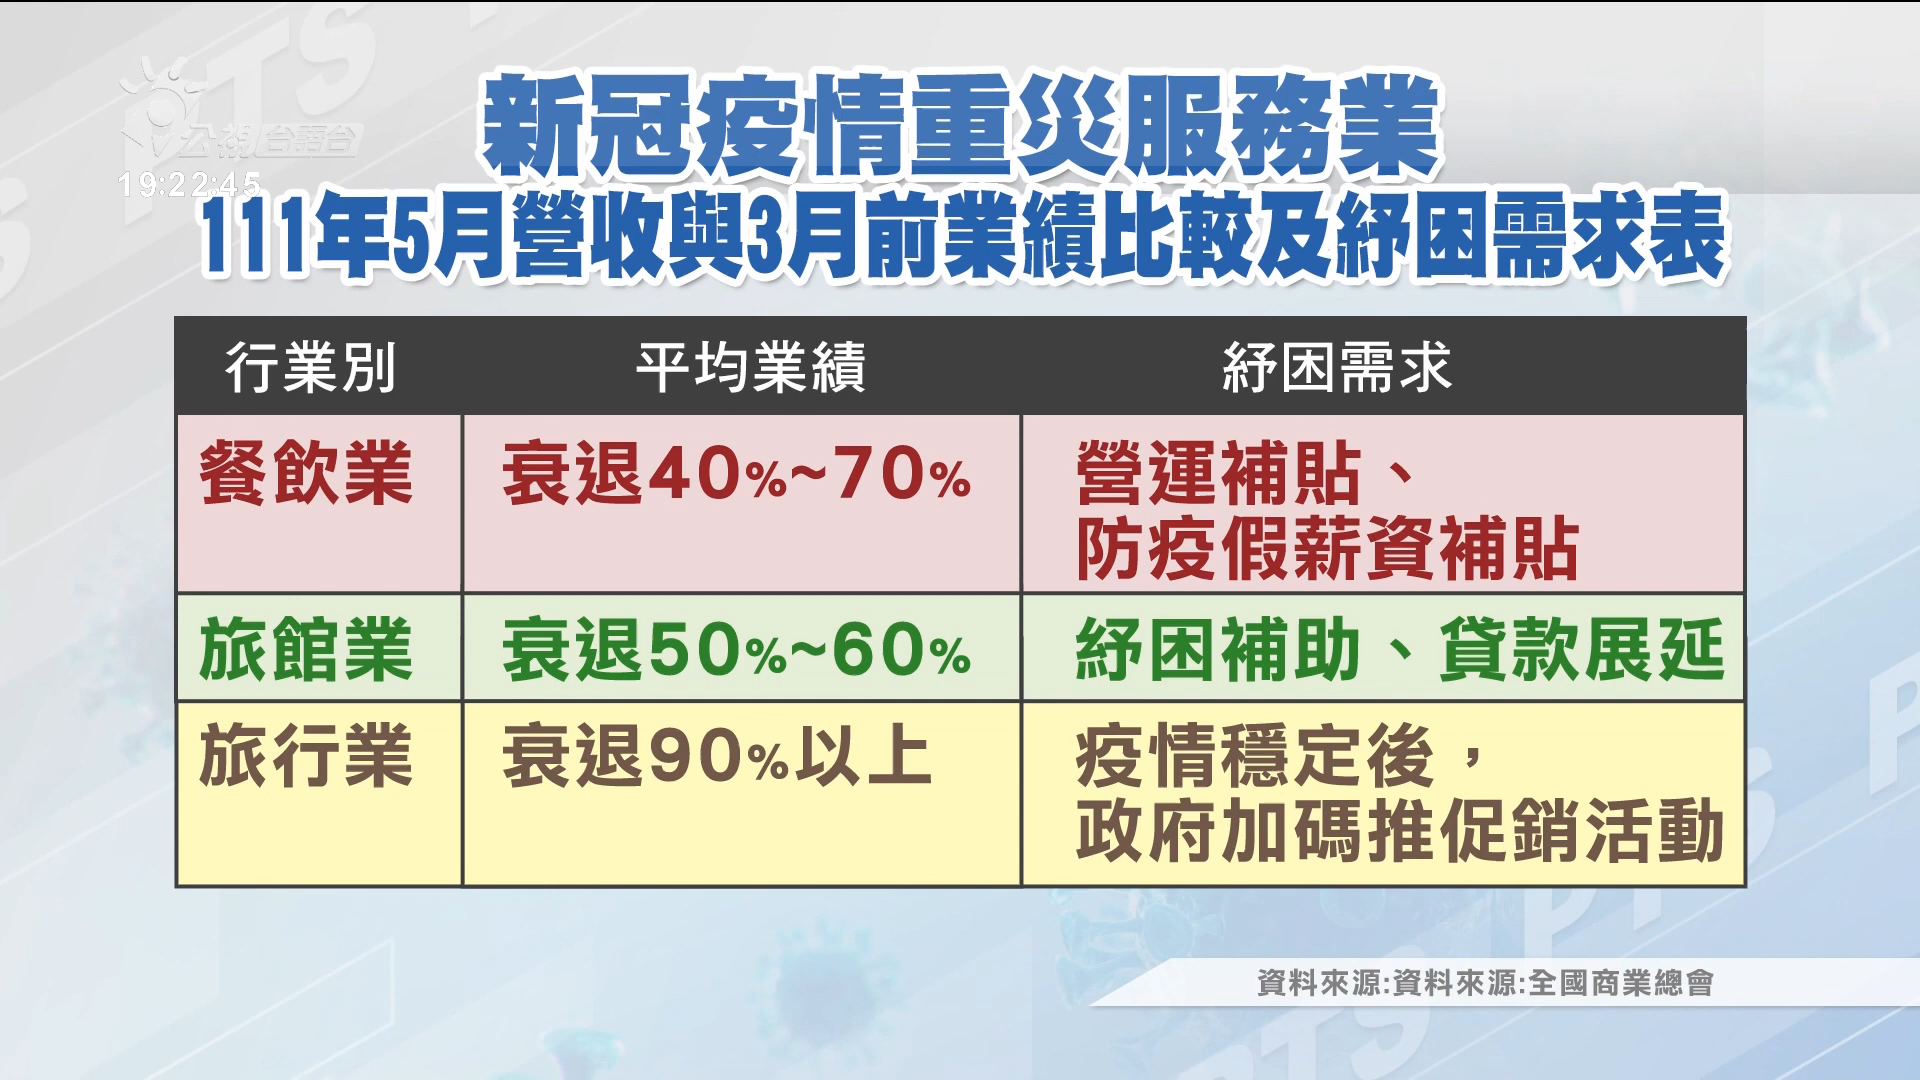 公視台語台
19:22:45
新冠疫情重災服務業
111年5月營收與3月前業績比較及紓困需求表
行業別 平均業績 紓困需求
餐飲業 衰退40%~70% 營運補貼、
防疫假薪資補貼
旅館業 衰退50%~60% 紓困補助、貸款展延
旅行業 衰退90%以上 疫情穩定後，
政府加碼推促銷活動
資料來源:資料來源:全國商業總會
PTS
PTS
PTS
PTS